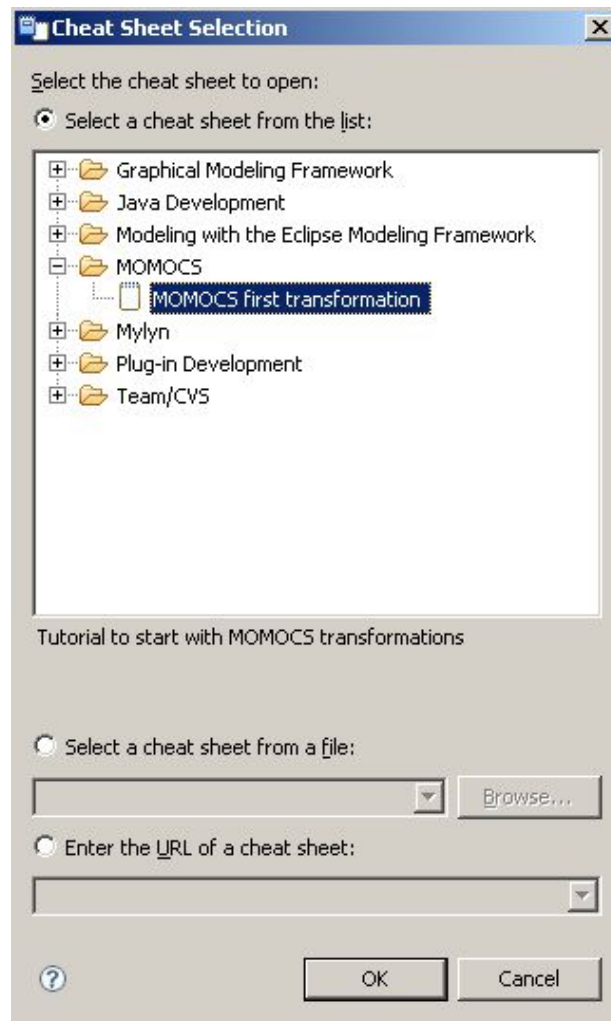 Cheat Sheet Selection
Select the cheat sheet to open:
Select a cheat sheet from the list:
Graphical Modeling Framework
Java Development
Modeling with the Eclipse Modeling Framework
MOMOCS
MOMOCS first transformation
Mylyn
Plug-in Development
Team/CVS
Tutorial to start with MOMOCS transformations
Select a cheat sheet from a file:
Browse...
Enter the URL of a cheat sheet:
OK Cancel